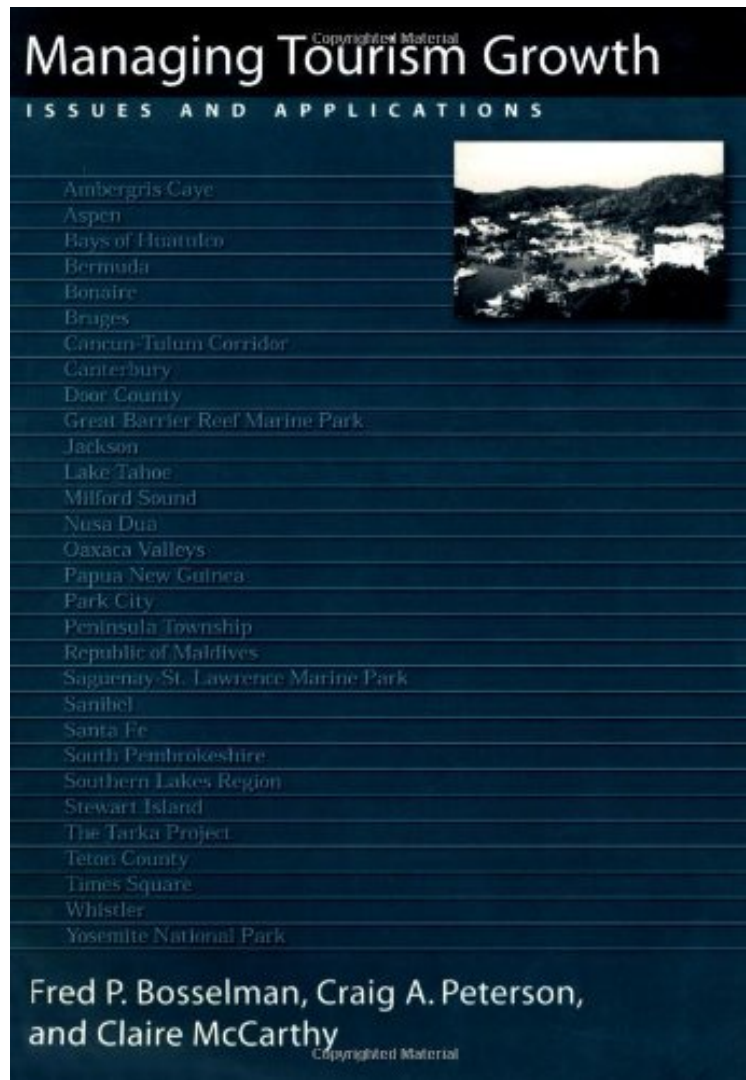 Copyrighted Material
Managing Tourism Growth
ISSUES AND APPLICATIONS
Ambergris Caye
Aspen
Bays of Huatulco
Bermuda
Bonaire
Bruges
Cancun-Tulum Corridor
Canterbury
Door County
Great Barrier Reef Marine Park
Jackson
Lake Tahoe
Milford Sound
Nusa Dua
Oaxaca Valleys
Papua New Guinea
Park City
Peninsula Township
Republic of Maldives
Saguenay-St. Lawrence Marine Park
Sanibel
Santa Fe
South Pembrokeshire
Southern Lakes Region
Stewart Island
The Tarka Project
Teton County
Times Square
Whistler
Yosemite National Park
Fred P. Bosselman, Craig A. Peterson,
and Claire McCarthy
Copyrighted Material